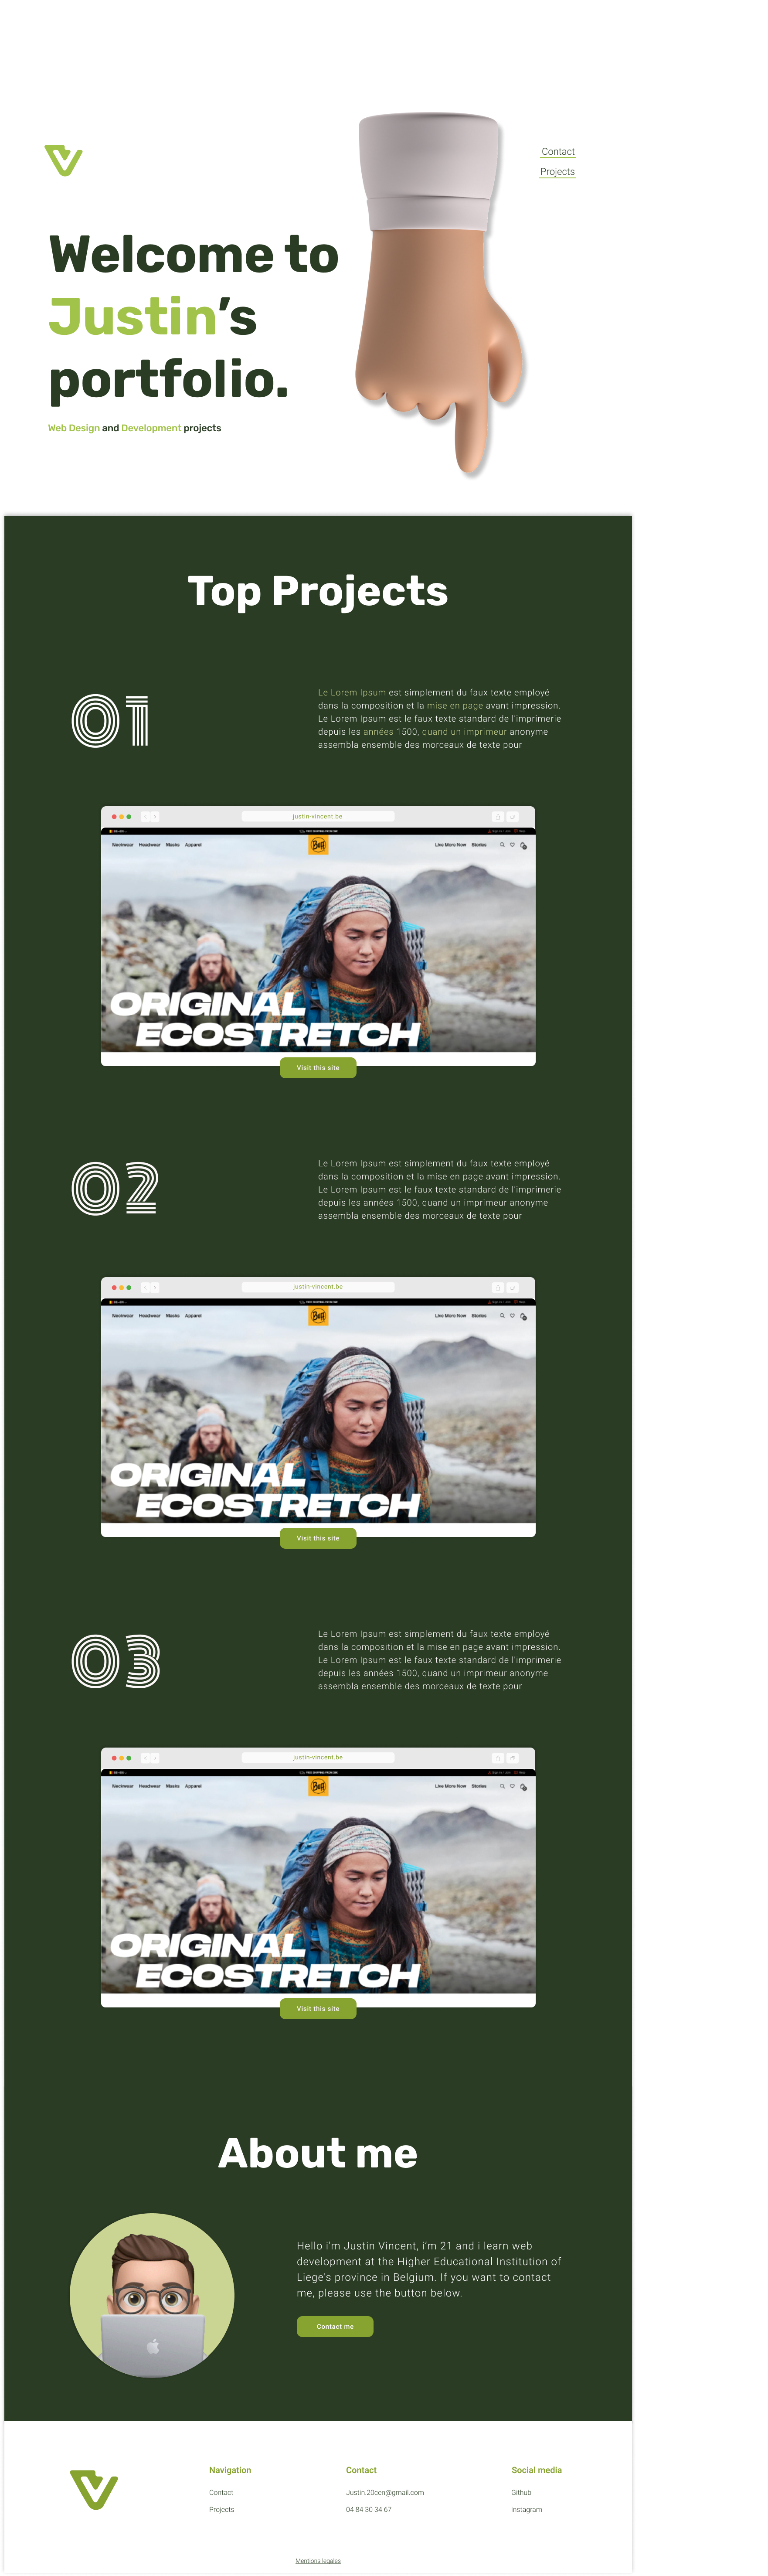 Contact
Projects
Welcome to
Justin’s
portfolio.
Web Design and Development projects
Top Projects
01
Le Lorem Ipsum est simplement du faux texte employé
dans la composition et la mise en page avant impression.
Le Lorem Ipsum est le faux texte standard de l'imprimerie
depuis les années 1500, quand un imprimeur anonyme
assembla ensemble des morceaux de texte pour
justin-vincent.be
Neckwear Headwear Masks Apparel Buff Live More Now Stories
ORIGINAL
ECOSTRETCH
Visit this site
02
Le Lorem Ipsum est simplement du faux texte employé
dans la composition et la mise en page avant impression.
Le Lorem Ipsum est le faux texte standard de l'imprimerie
depuis les années 1500, quand un imprimeur anonyme
assembla ensemble des morceaux de texte pour
justin-vincent.be
Neckwear Headwear Masks Apparel Buff Live More Now Stories
ORIGINAL
ECOSTRETCH
Visit this site
03
Le Lorem Ipsum est simplement du faux texte employé
dans la composition et la mise en page avant impression.
Le Lorem Ipsum est le faux texte standard de l'imprimerie
depuis les années 1500, quand un imprimeur anonyme
assembla ensemble des morceaux de texte pour
justin-vincent.be
Neckwear Headwear Masks Apparel Buff Live More Now Stories
ORIGINAL
ECOSTRETCH
Visit this site
About me
Hello i'm Justin Vincent, i'm 21 and i learn web
development at the Higher Educational Institution of
Liege's province in Belgium. If you want to contact
me, please use the button below.
Contact me
Navigation
Contact
Projects
Contact
Justin.20cen@gmail.com
04 84 30 34 67
Social media
Github
instagram
Mentions legales